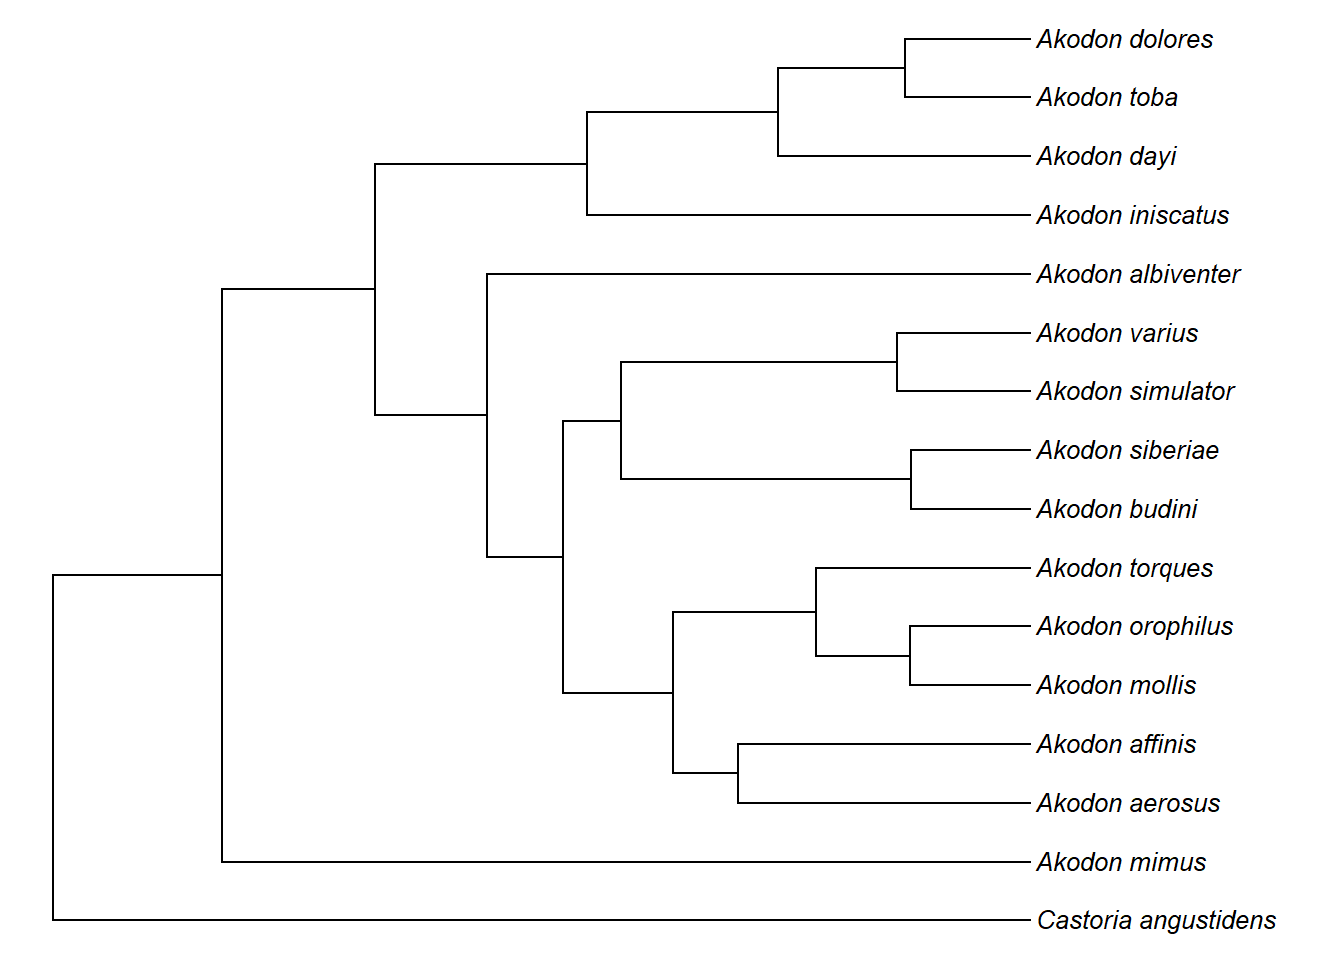 Akodon dolores
Akodon toba
Akodon dayi
Akodon iniscatus
Akodon albiventer
Akodon varius
Akodon simulator
Akodon siberiae
Akodon budini
Akodon torques
Akodon orophilus
Akodon mollis
Akodon affinis
Akodon aerosus
Akodon mimus
Castoria angustidens